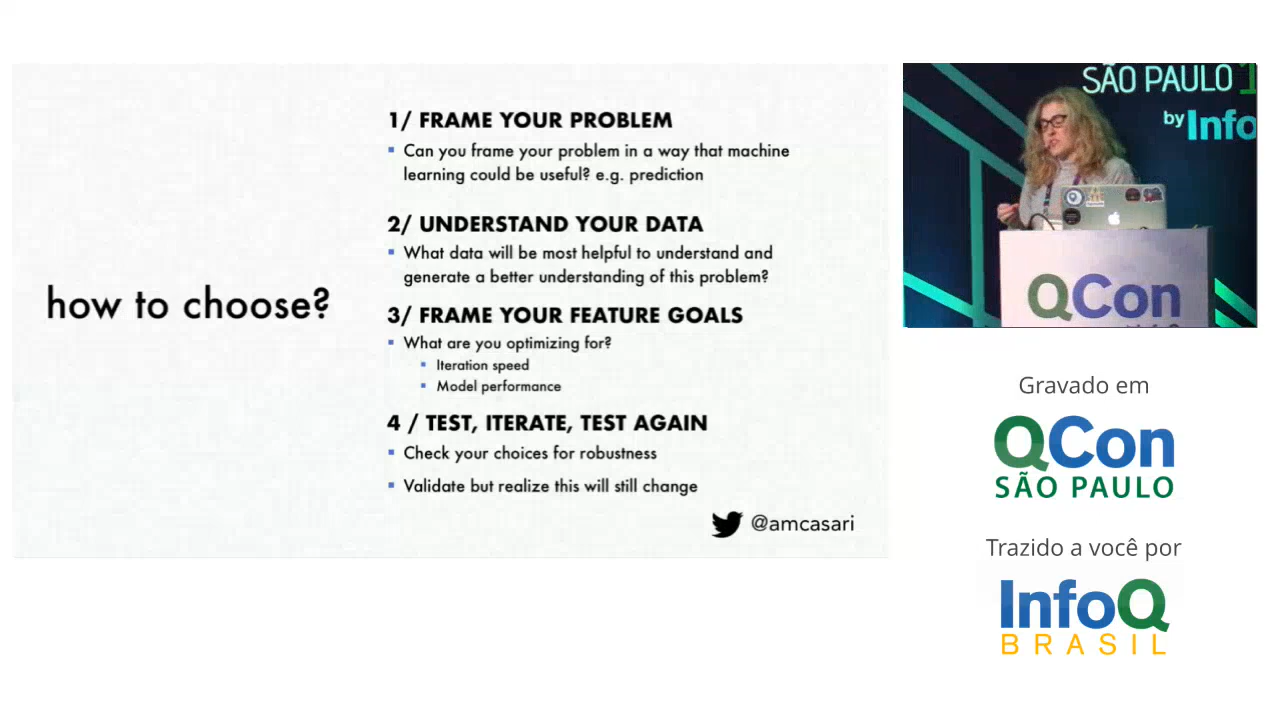 how to choose?
1/ FRAME YOUR PROBLEM
Can you frame your problem in a way that machine
learning could be useful? e.g. prediction
2/ UNDERSTAND YOUR DATA
What data will be most helpful to understand and
generate a better understanding of this problem?
3/ FRAME YOUR FEATURE GOALS
What are you optimizing for?
Iteration speed
Model performance
4 / TEST, ITERATE, TEST AGAIN
Check your choices for robustness
Validate but realize this will still change
@amcasari
SÃO PAULO 1
by Info
QCon
Gravado em
QCon
SÃO PAULO
Trazido a você por
InfoQ
BRASIL